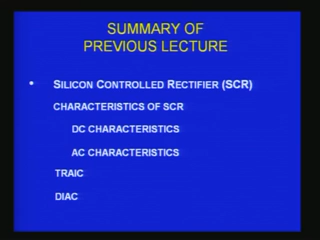 SUMMARY OF
PREVIOUS LECTURE
• SILICON CONTROLLED RECTIFIER (SCR)
CHARACTERISTICS OF SCR
DC CHARACTERISTICS
AC CHARACTERISTICS
TRAIC
DIAC